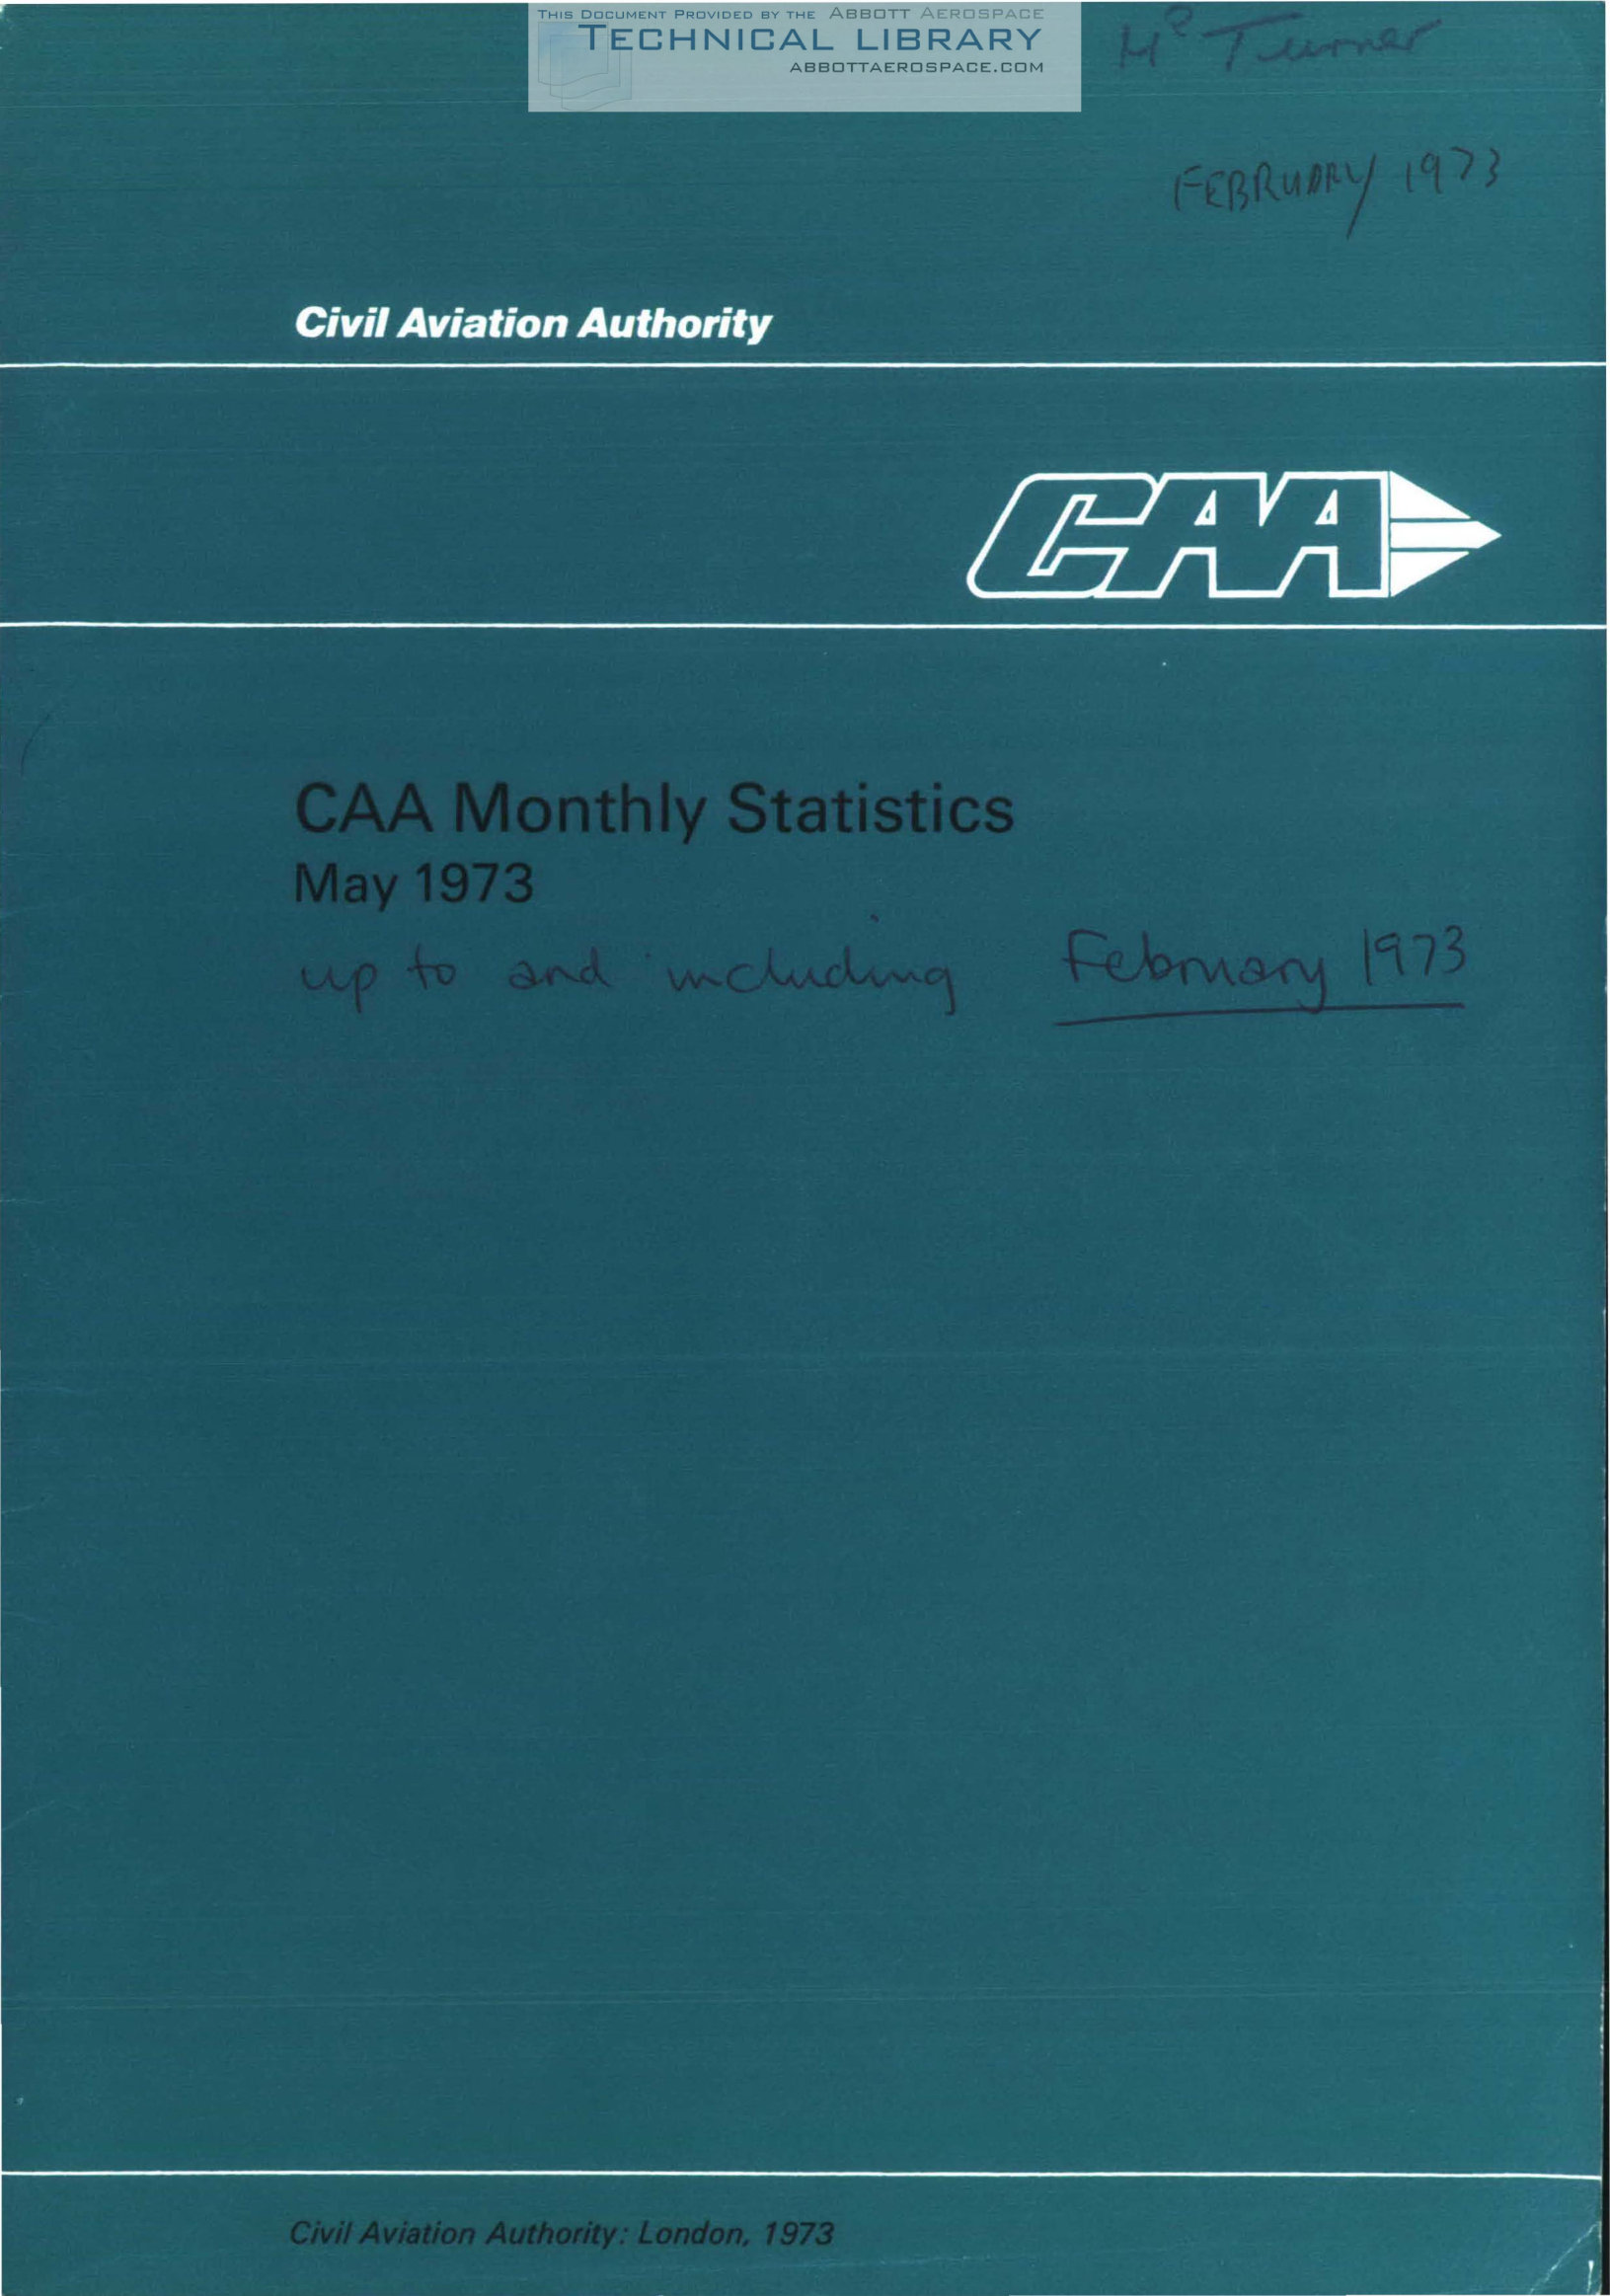 THIS DOCUMENT PROVIDED BY THE ABBOTT AEROSPACE
TECHNICAL LIBRARY
ABBOTTAEROSPACE.COM
Mr Turner
FEBRUARY 1973
Civil Aviation Authority
CAA
CAA Monthly Statistics
May 1973
up to and including February 1973
Civil Aviation Authority: London, 1973